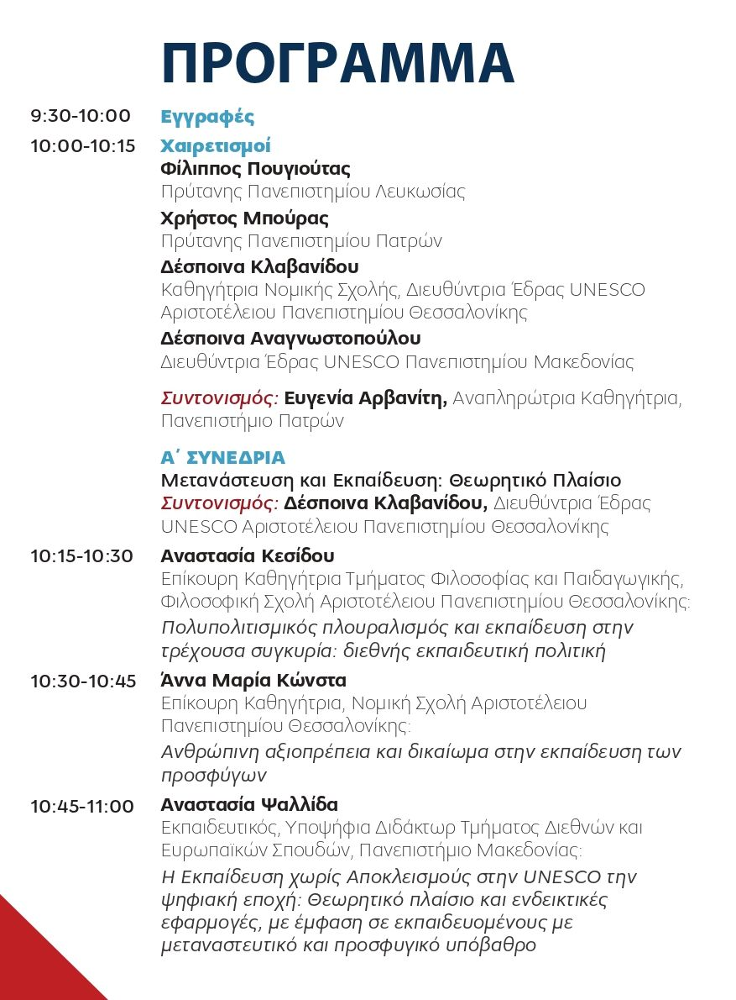 ΠΡΟΓΡΑΜΜΑ
9:30-10:00 Εγγραφές
10:00-10:15 Χαιρετισμοί
Φίλιππος Πουγιούτας
Πρύτανης Πανεπιστημίου Λευκωσίας
Χρήστος Μπούρας
Πρύτανης Πανεπιστημίου Πατρών
Δέσποινα Κλαβανίδου
Καθηγήτρια Νομικής Σχολής, Διευθύντρια Έδρας UNESCO
Αριστοτέλειου Πανεπιστημίου Θεσσαλονίκης
Δέσποινα Αναγνωστοπούλου
Διευθύντρια Έδρας UNESCO Πανεπιστημίου Μακεδονίας
Συντονισμός: Ευγενία Αρβανίτη, Αναπληρώτρια Καθηγήτρια,
Πανεπιστήμιο Πατρών
Α΄ ΣΥΝΕΔΡΙΑ
Μετανάστευση και Εκπαίδευση: Θεωρητικό Πλαίσιο
Συντονισμός: Δέσποινα Κλαβανίδου, Διευθύντρια Έδρας
UNESCO Αριστοτέλειου Πανεπιστημίου Θεσσαλονίκης
10:15-10:30 Αναστασία Κεσίδου
Επίκουρη Καθηγήτρια Τμήματος Φιλοσοφίας και Παιδαγωγικής,
Φιλοσοφική Σχολή Αριστοτέλειου Πανεπιστημίου Θεσσαλονίκης:
Πολυπολιτισμικός πλουραλισμός και εκπαίδευση στην
τρέχουσα συγκυρία: διεθνής εκπαιδευτική πολιτική
10:30-10:45 Άννα Μαρία Κώνστα
Επίκουρη Καθηγήτρια, Νομική Σχολή Αριστοτέλειου
Πανεπιστημίου Θεσσαλονίκης:
Ανθρώπινη αξιοπρέπεια και δικαίωμα στην εκπαίδευση των
προσφύγων
10:45-11:00 Αναστασία Ψαλλίδα
Εκπαιδευτικός, Υποψήφια Διδάκτωρ Τμήματος Διεθνών και
Ευρωπαϊκών Σπουδών, Πανεπιστήμιο Μακεδονίας:
Η Εκπαίδευση χωρίς Αποκλεισμούς στην UNESCO την
ψηφιακή εποχή: Θεωρητικό πλαίσιο και ενδεικτικές
εφαρμογές, με έμφαση σε εκπαιδευομένους με
μεταναστευτικό και προσφυγικό υπόβαθρο